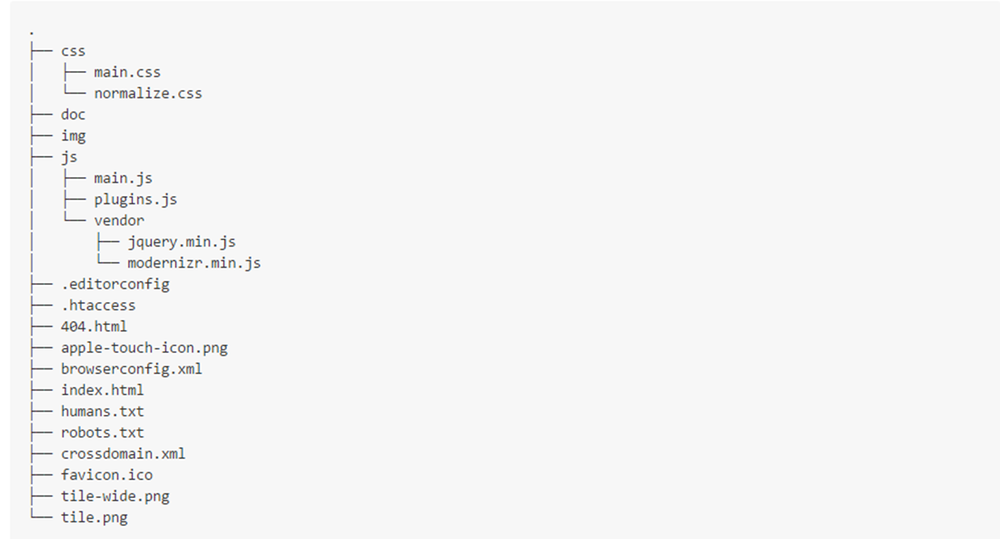 .
├── css
│   ├── main.css
│   └── normalize.css
├── doc
├── img
├── js
│   ├── main.js
│   ├── plugins.js
│   └── vendor
│       ├── jquery.min.js
│       └── modernizr.min.js
├── .editorconfig
├── .htaccess
├── 404.html
├── apple-touch-icon.png
├── browserconfig.xml
├── index.html
├── humans.txt
├── robots.txt
├── crossdomain.xml
├── favicon.ico
├── tile-wide.png
└── tile.png